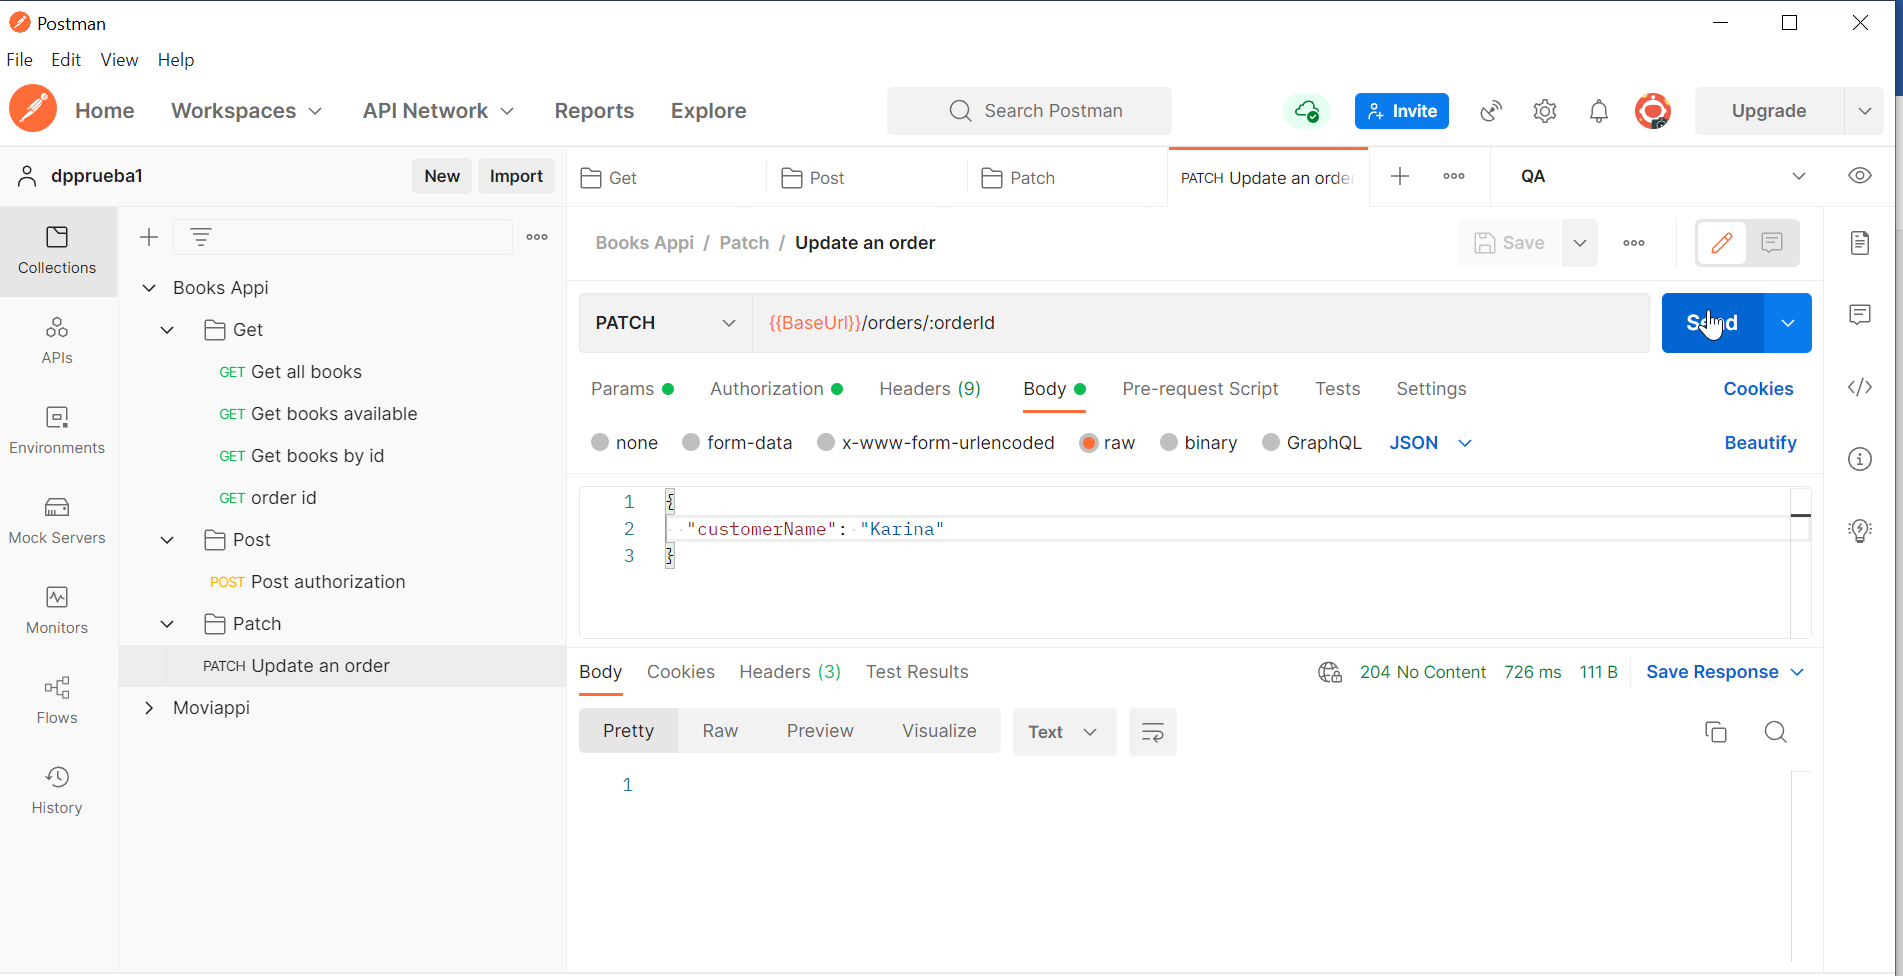 Postman
File Edit View Help
Home Workspaces API Network Reports Explore Search Postman Invite Upgrade
dpprueba1 New Import Get Post Patch PATCH Update an order QA
Collections
APIs
Environments
Mock Servers
Monitors
Flows
History
Books Appi
Get
GET Get all books
GET Get books available
GET Get books by id
GET order id
Post
POST Post authorization
Patch
PATCH Update an order
Moviappi
Books Appi / Patch / Update an order Save
PATCH {{BaseUrl}}/orders/:orderId Send
Params Authorization Headers (9) Body Pre-request Script Tests Settings Cookies
none form-data x-www-form-urlencoded raw binary GraphQL JSON Beautify
1 {
2 "customerName": "Karina"
3 }
Body Cookies Headers (3) Test Results 204 No Content 726 ms 111 B Save Response
Pretty Raw Preview Visualize Text
1